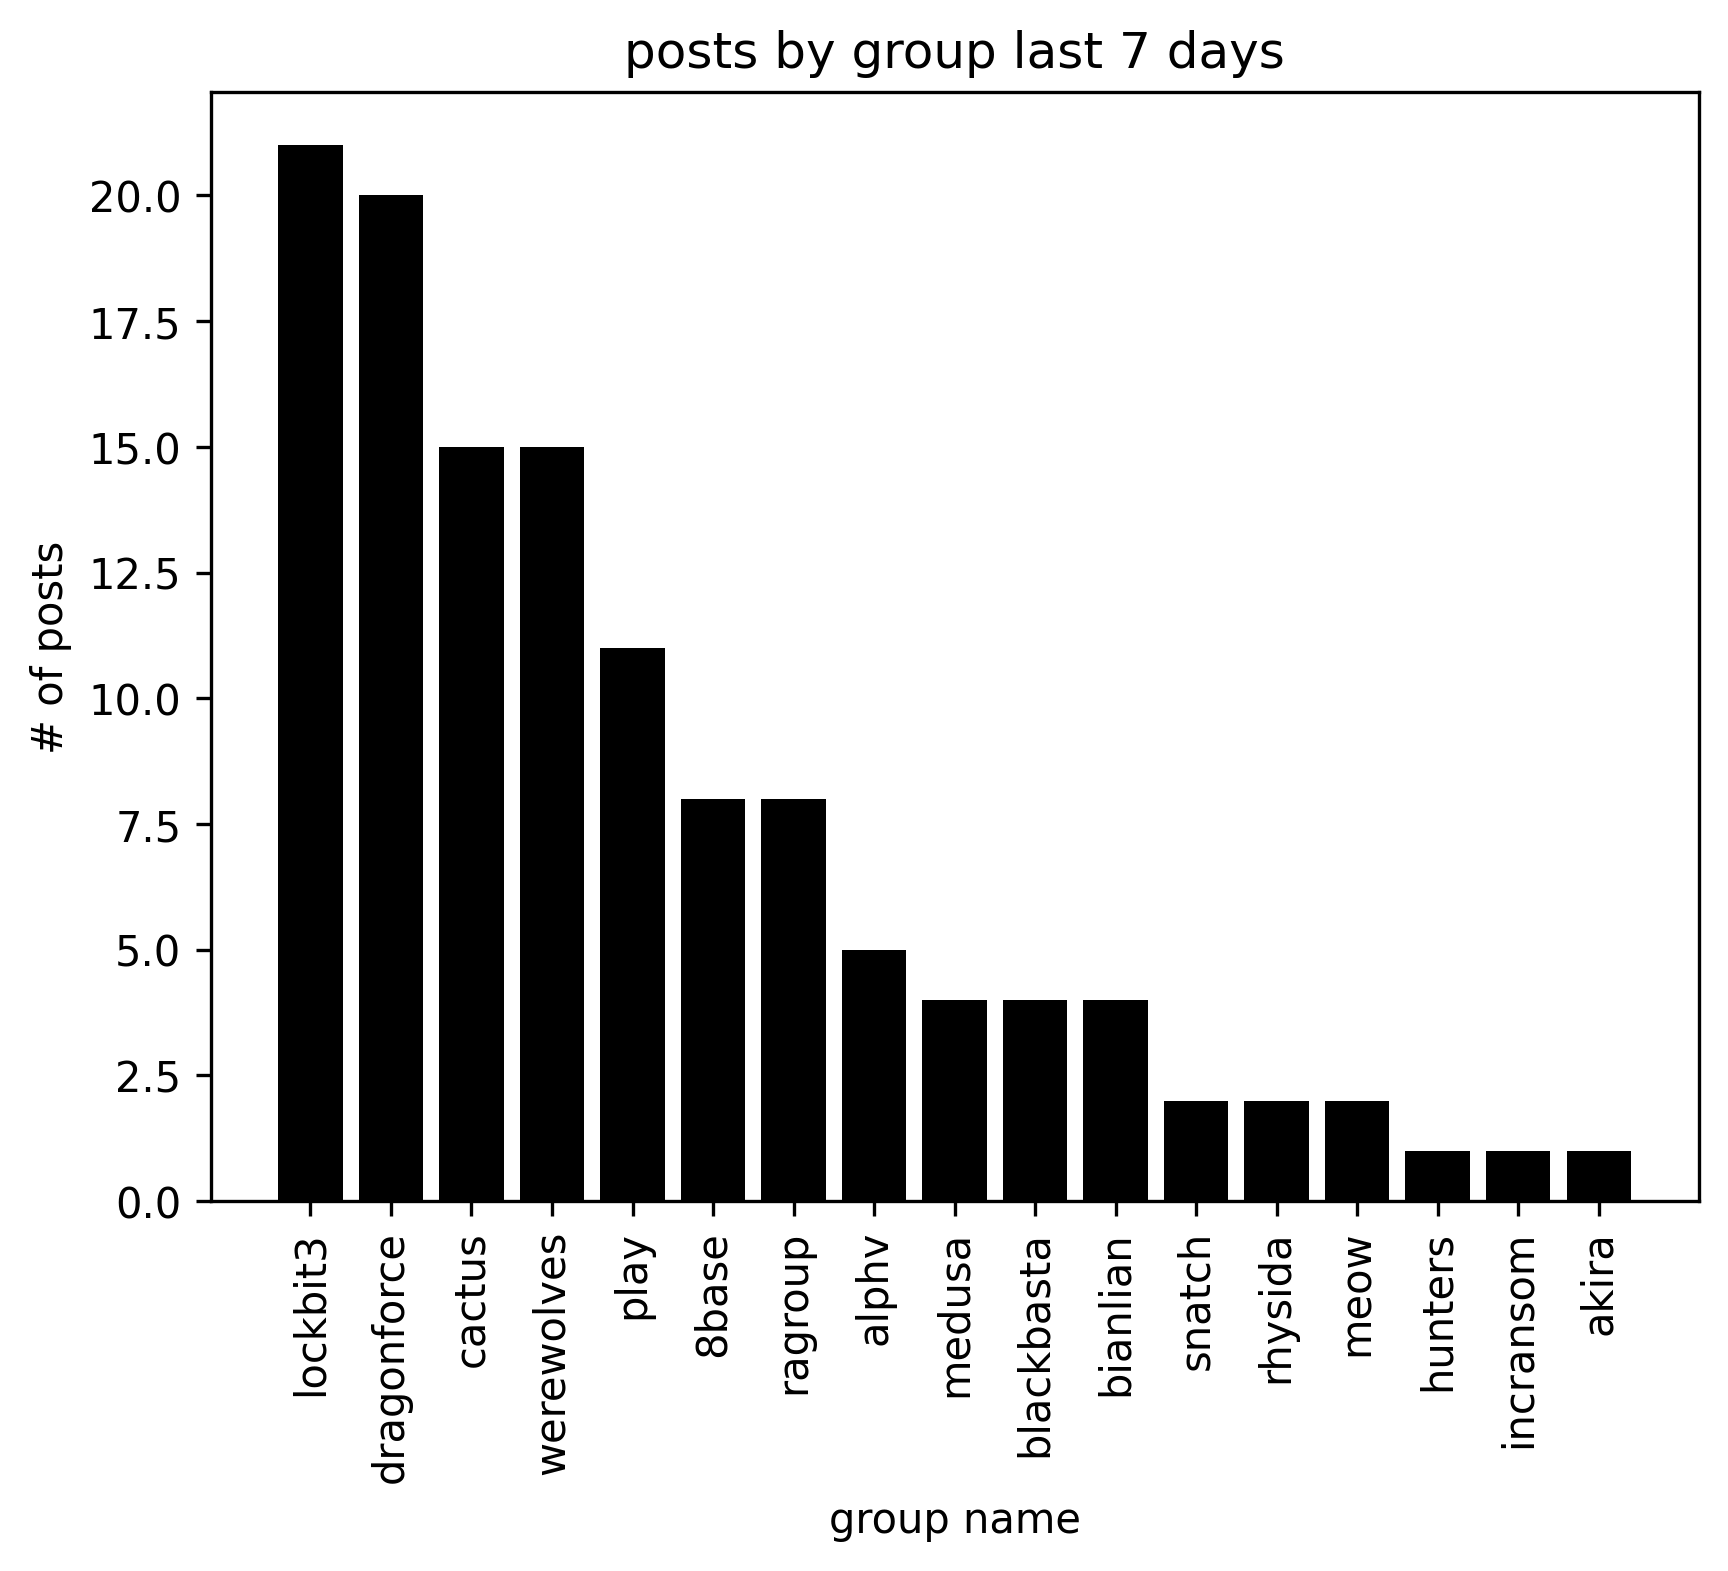 posts by group last 7 days
# of posts
20.0
17.5
15.0
12.5
10.0
7.5
5.0
2.5
0.0
lockbit3
dragonforce
cactus
werewolves
play
8base
ragroup
alphv
medusa
blackbasta
bianlian
snatch
rhysida
meow
hunters
incransom
akira
group name